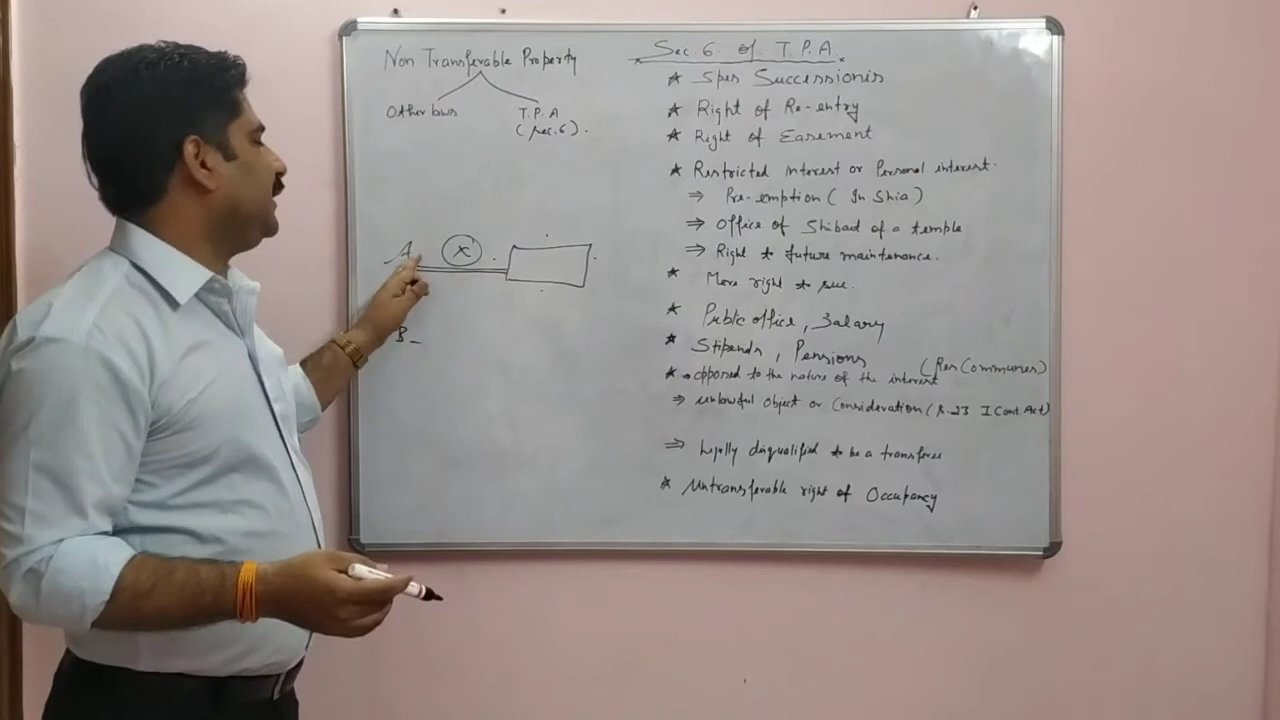 Non Transferable Property
Other laws
T.P.A
(Sec.6).
A
X
B
Sec. 6. of T.P.A.
★ Spes Successionis
★ Right of Re-entry
★ Right of Easement
★ Restricted interest or Personal interest.
⇒ Pre-emption ( In Shia )
⇒ Office of Shibad of a temple
⇒ Right to future maintenance.
★ Mere right to sue.
★ Public office, Salary
★ Stipends, Pensions
★ opposed to the nature of the interest (Res Communes)
⇒ unlawful object or Consideration (S.23 I Cont Act)
⇒ Legally disqualified to be a transferee
★ Untransferable right of Occupancy